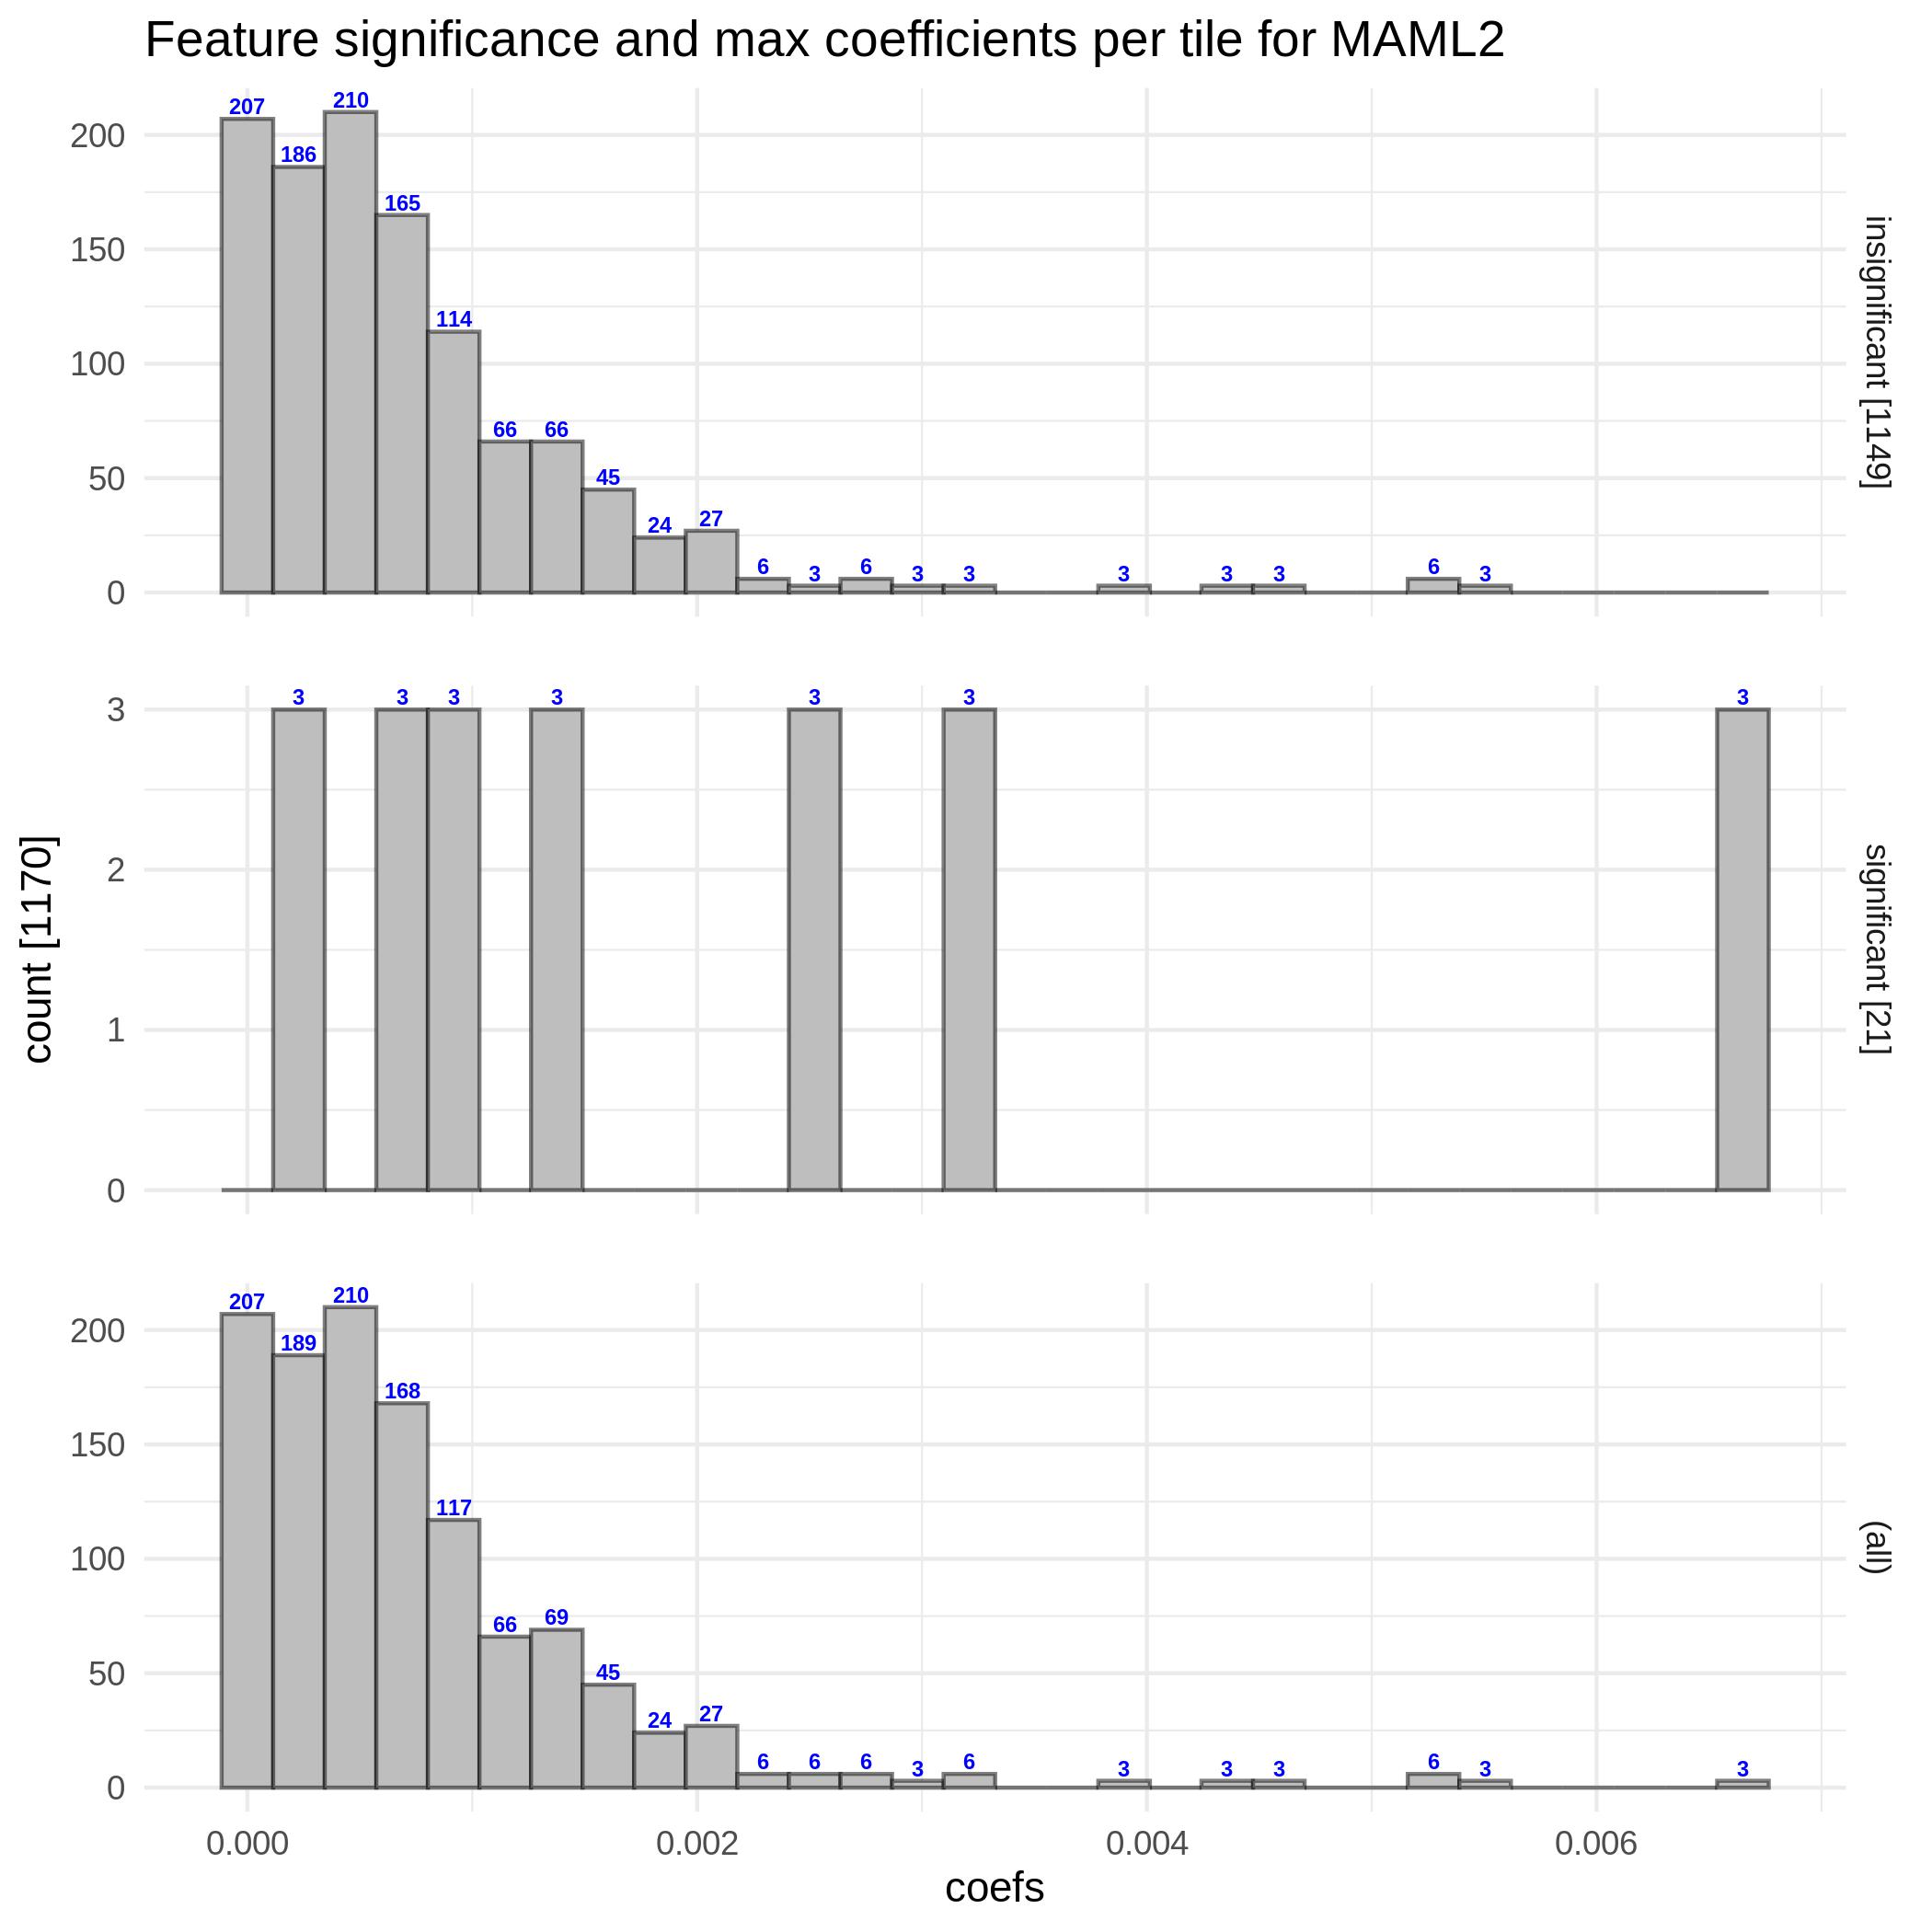 Feature significance and max coefficients per tile for MAML2
207 186 210 165 114 66 66 45 24 27 6 3 6 3 3 3 3 3 6 3
200
150
100
50
0
insignificant [1149]
3 3 3 3 3 3 3
3
2
1
0
significant [21]
count [1170]
207 189 210 168 117 66 69 45 24 27 6 6 6 3 6 3 3 3 6 3 3
200
150
100
50
0
(all)
0.000 0.002 0.004 0.006
coefs